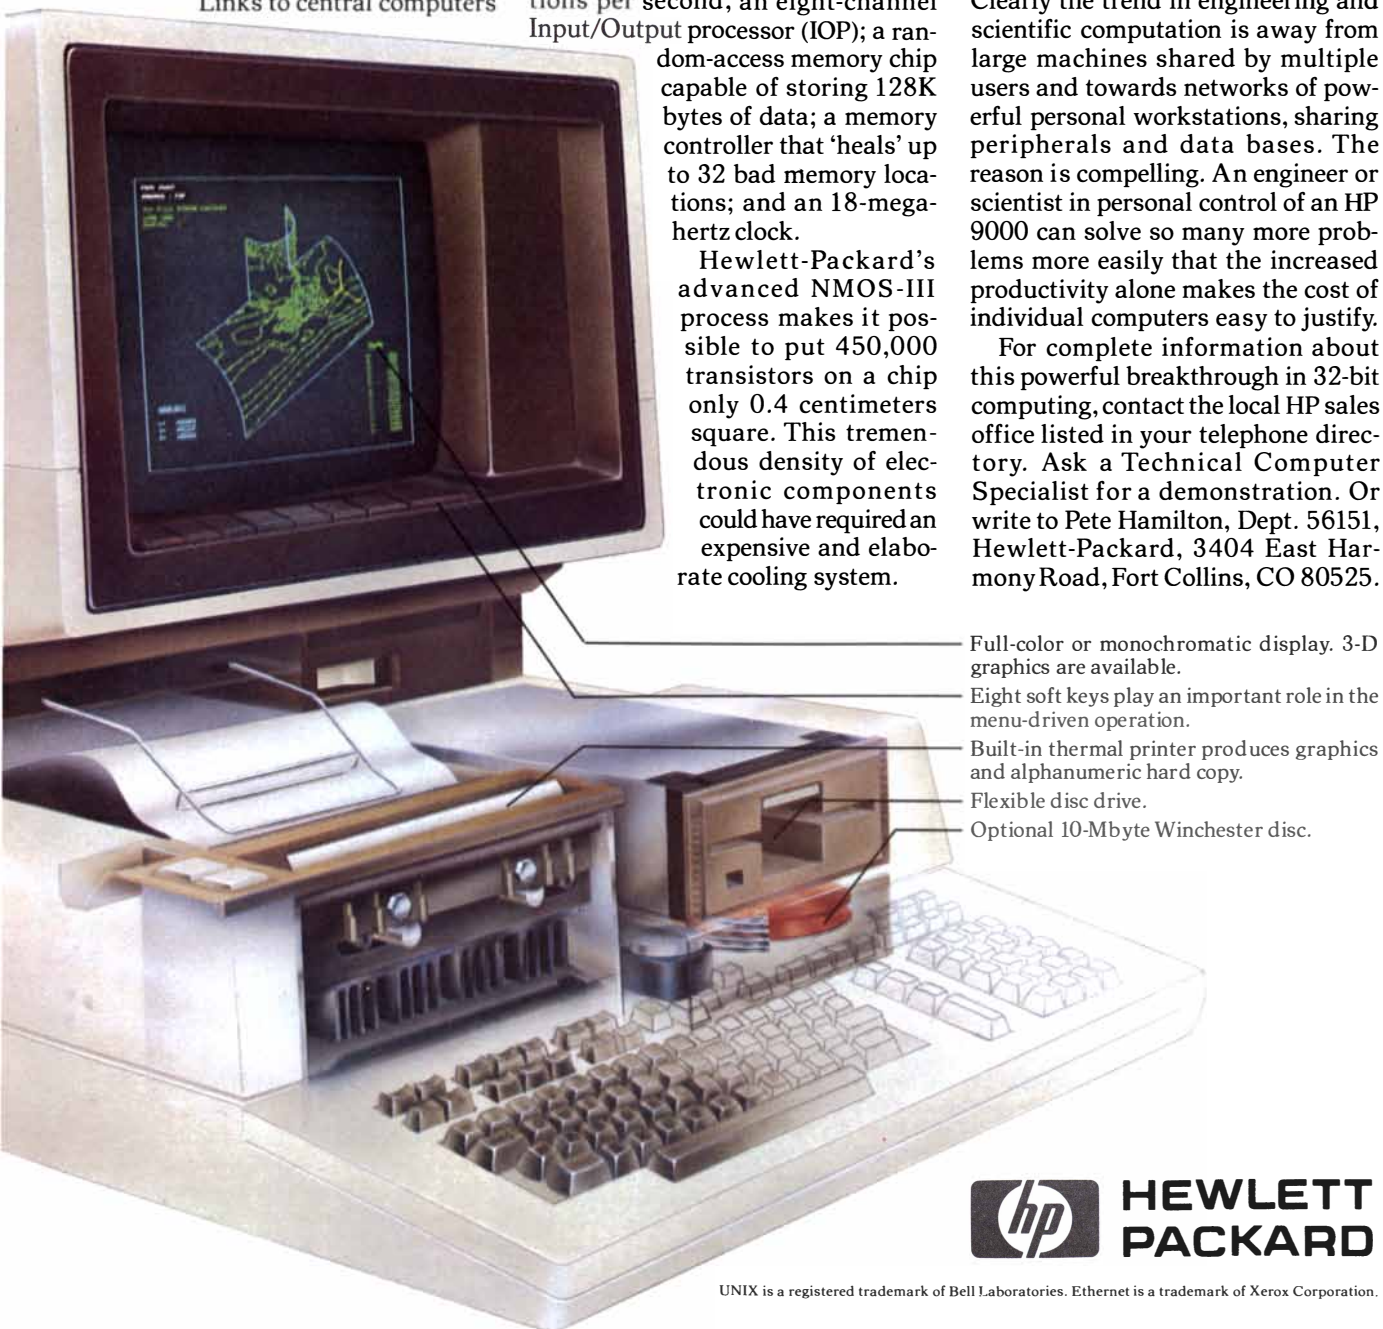 Links to central computers
tions per second; an eight-channel
Input/Output processor (IOP); a ran-
dom-access memory chip
capable of storing 128K
bytes of data; a memory
controller that ‘heals’ up
to 32 bad memory loca-
tions; and an 18-mega-
hertz clock.
Hewlett-Packard's
advanced NMOS-III
process makes it pos-
sible to put 450,000
transistors on a chip
only 0.4 centimeters
square. This tremen-
dous density of elec-
tronic components
could have required an
expensive and elabo-
rate cooling system.
Clearly the trend in engineering and
scientific computation is away from
large machines shared by multiple
users and towards networks of pow-
erful personal workstations, sharing
peripherals and data bases. The
reason is compelling. An engineer or
scientist in personal control of an HP
9000 can solve so many more prob-
lems more easily that the increased
productivity alone makes the cost of
individual computers easy to justify.
For complete information about
this powerful breakthrough in 32-bit
computing, contact the local HP sales
office listed in your telephone direc-
tory. Ask a Technical Computer
Specialist for a demonstration. Or
write to Pete Hamilton, Dept. 56151,
Hewlett-Packard, 3404 East Har-
mony Road, Fort Collins, CO 80525.
Full-color or monochromatic display. 3-D
graphics are available.
Eight soft keys play an important role in the
menu-driven operation.
Built-in thermal printer produces graphics
and alphanumeric hard copy.
Flexible disc drive.
Optional 10-Mbyte Winchester disc.
hp
HEWLETT
PACKARD
UNIX is a registered trademark of Bell Laboratories. Ethernet is a trademark of Xerox Corporation.